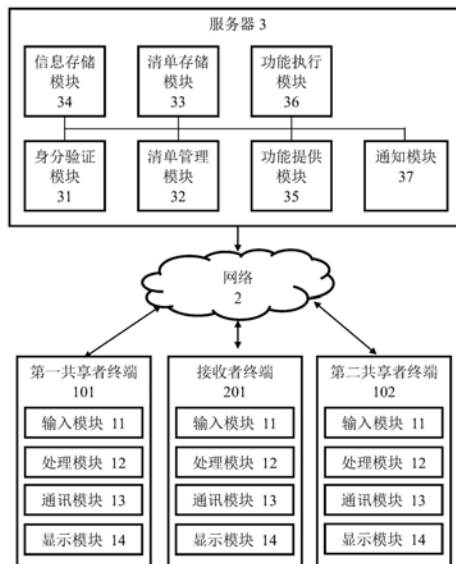 服务器 3
信息存储
模块
34
清单存储
模块
33
功能执行
模块
36
身分验证
模块
31
清单管理
模块
32
功能提供
模块
35
通知模块
37
网络
2
第一共享者终端
101
输入模块 11
处理模块 12
通讯模块 13
显示模块 14
接收者终端
201
输入模块 11
处理模块 12
通讯模块 13
显示模块 14
第二共享者终端
102
输入模块 11
处理模块 12
通讯模块 13
显示模块 14